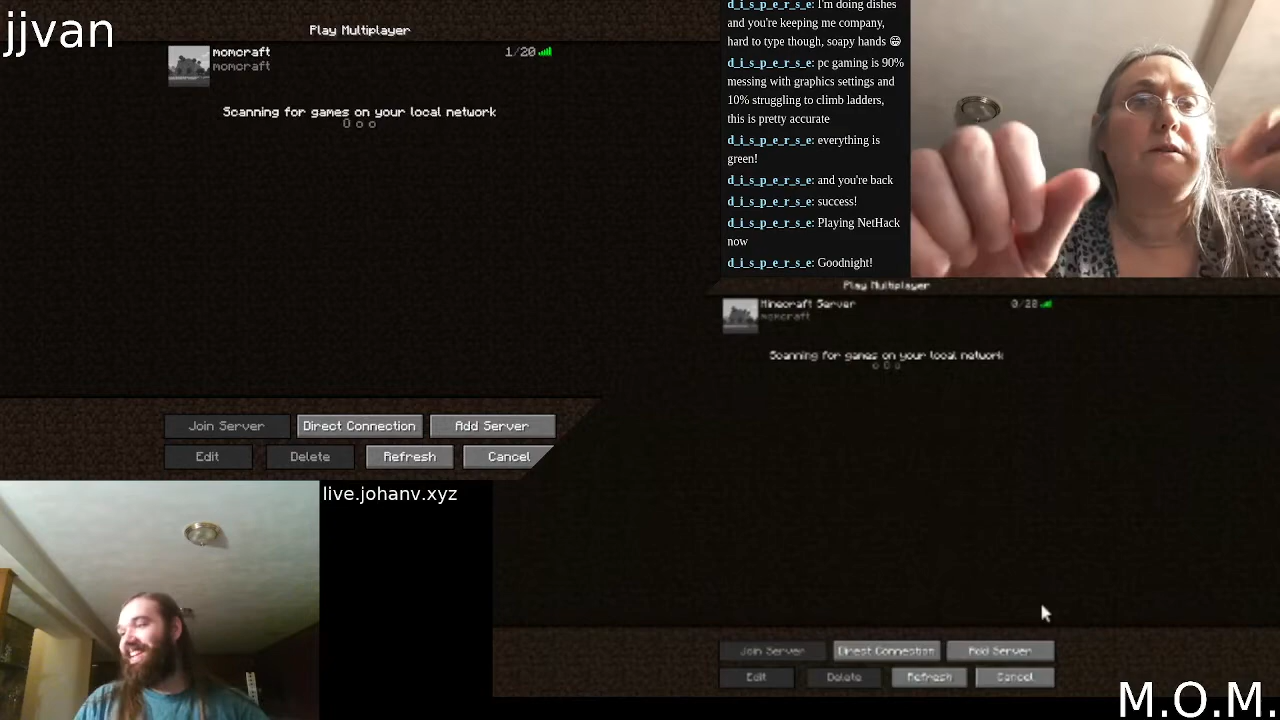 jjvan
Play Multiplayer
momcraft
1/20
momcraft
Scanning for games on your local network
Join Server
Direct Connection
Add Server
Edit
Delete
Refresh
Cancel
d_i_s_p_e_r_s_e: I'm doing dishes
and you're keeping me company,
hard to type though, soapy hands 😁
d_i_s_p_e_r_s_e: pc gaming is 90%
messing with graphics settings and
10% struggling to climb ladders,
this is pretty accurate
d_i_s_p_e_r_s_e: everything is
green!
d_i_s_p_e_r_s_e: and you're back
d_i_s_p_e_r_s_e: success!
d_i_s_p_e_r_s_e: Playing NetHack
now
d_i_s_p_e_r_s_e: Goodnight!
Play Multiplayer
Minecraft Server
0/20
momcraft
Scanning for games on your local network
Join Server
Direct Connection
Add Server
Edit
Delete
Refresh
Cancel
live.johanv.xyz
M.O.M.